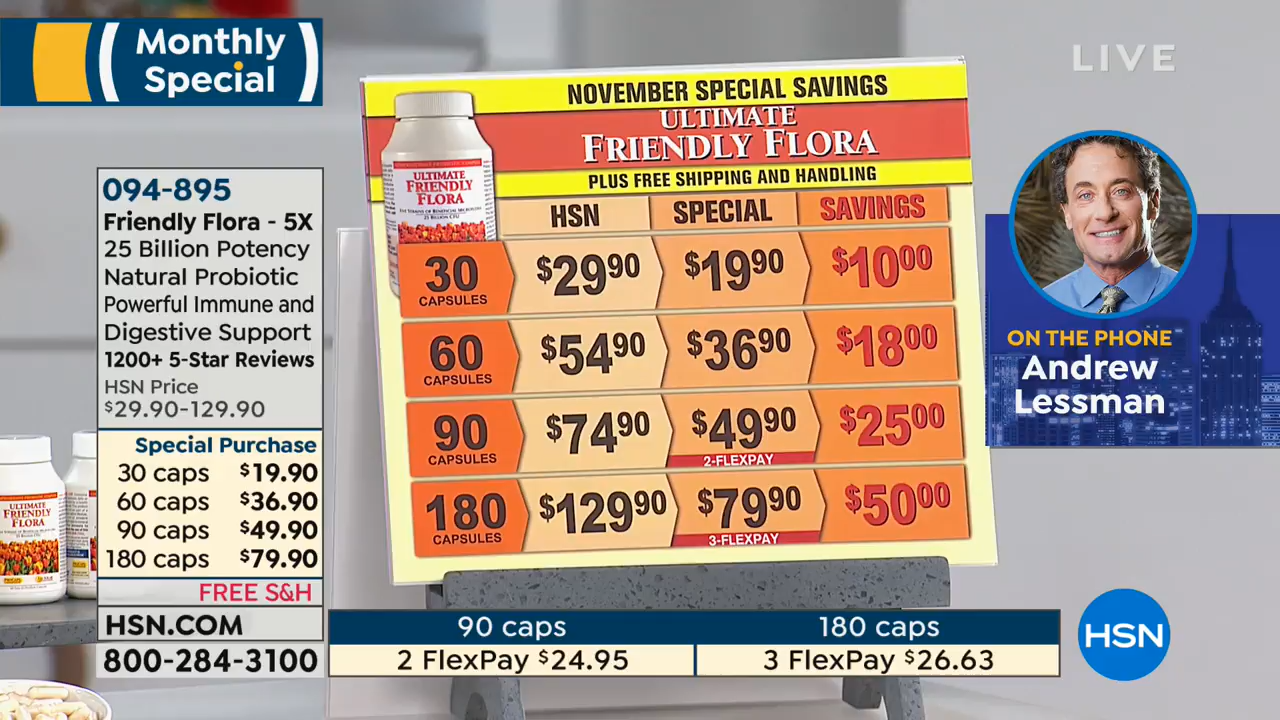 Monthly
Special
LIVE
094-895
Friendly Flora - 5X
25 Billion Potency
Natural Probiotic
Powerful Immune and
Digestive Support
1200+ 5-Star Reviews
HSN Price
$29.90-129.90
Special Purchase
30 caps $19.90
60 caps $36.90
90 caps $49.90
180 caps $79.90
FREE S&H
HSN.COM
800-284-3100
NOVEMBER SPECIAL SAVINGS
ULTIMATE
FRIENDLY FLORA
PLUS FREE SHIPPING AND HANDLING
ULTIMATE
FRIENDLY
FLORA
25 BILLION CFU
HSN SPECIAL SAVINGS
30 CAPSULES $29.90 $19.90 $10.00
60 CAPSULES $54.90 $36.90 $18.00
90 CAPSULES $74.90 $49.90 $25.00
2-FLEXPAY
180 CAPSULES $129.90 $79.90 $50.00
3-FLEXPAY
ON THE PHONE
Andrew
Lessman
ULTIMATE
FRIENDLY
FLORA
90 caps 180 caps
2 FlexPay $24.95 3 FlexPay $26.63
HSN